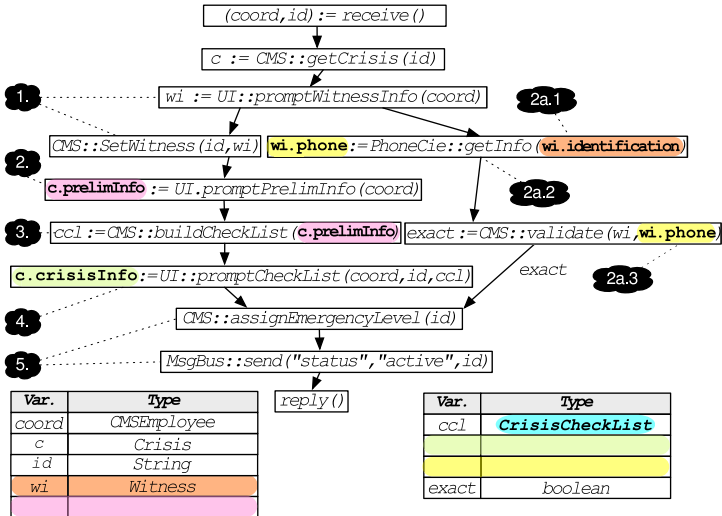 (coord,id):= receive()
c := CMS::getCrisis(id)
1.
wi := UI::promptWitnessInfo(coord)
2a.1
CMS::SetWitness(id,wi)
wi.phone:=PhoneCie::getInfo(wi.identification)
2.
c.prelimInfo := UI.promptPrelimInfo(coord)
2a.2
3.
ccl:=CMS::buildCheckList(c.prelimInfo)
exact:=CMS::validate(wi,wi.phone)
c.crisisInfo:=UI::promptCheckList(coord,id,ccl)
exact
2a.3
4.
CMS::assignEmergencyLevel(id)
5.
MsgBus::send("status","active",id)
reply()
Var. Type
coord CMSEmployee
c Crisis
id String
wi Witness
Var. Type
ccl CrisisCheckList
exact boolean